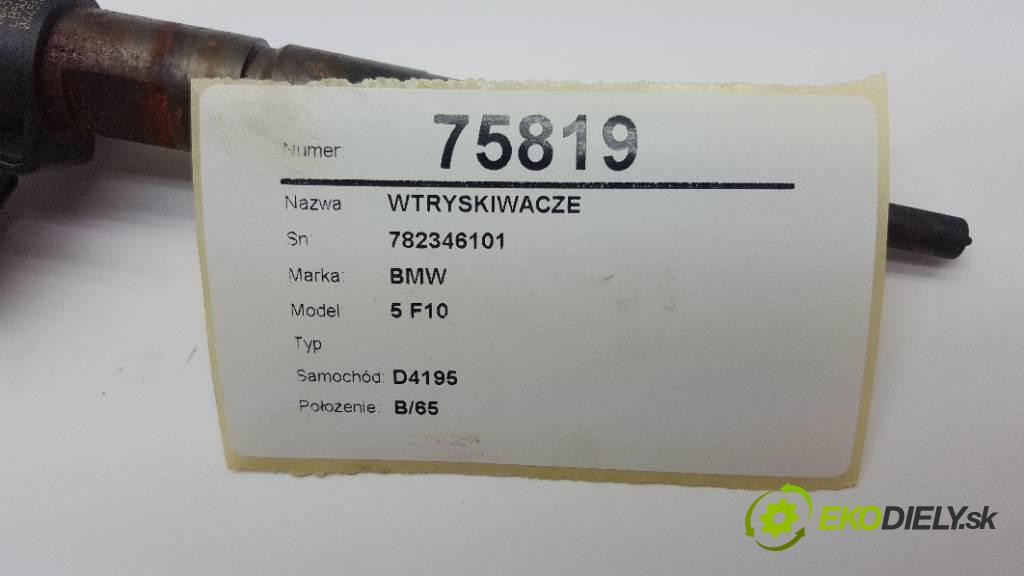 Numer: 75819
Nazwa: WTRYSKIWACZE
Sn: 782346101
Marka: BMW
Model: 5 F10
Typ
Samochód: D4195
Położenie: B/65
EKODIELY.sk